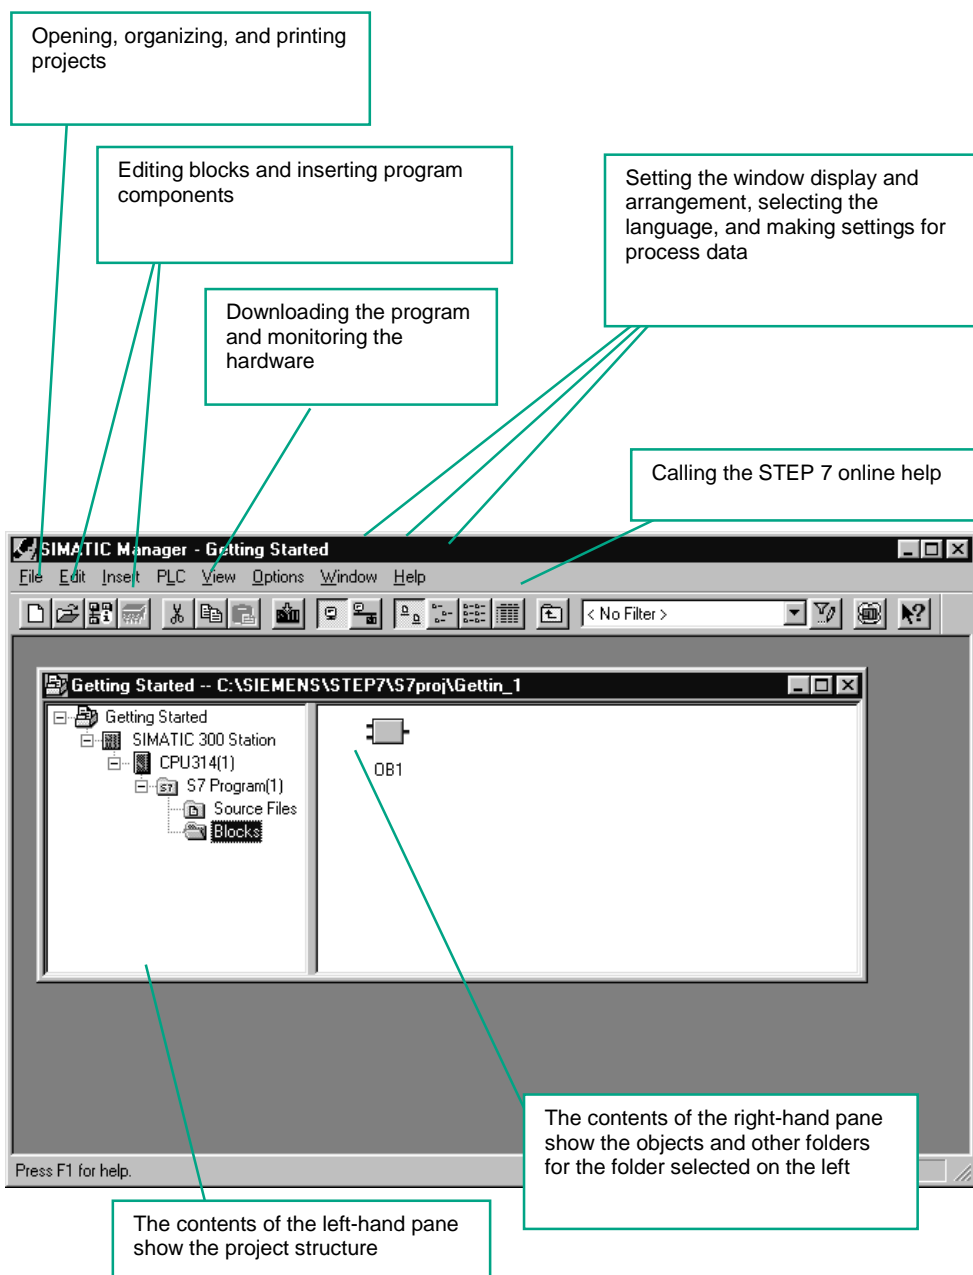 Opening, organizing, and printing
projects
Editing blocks and inserting program
components
Setting the window display and
arrangement, selecting the
language, and making settings for
process data
Downloading the program
and monitoring the
hardware
Calling the STEP 7 online help
SIMATIC Manager - Getting Started
File Edit Insert PLC View Options Window Help
< No Filter >
Getting Started -- C:\SIEMENS\STEP7\S7proj\Gettin_1
Getting Started
SIMATIC 300 Station
CPU314(1)
S7 Program(1)
Source Files
Blocks
OB1
The contents of the right-hand pane
show the objects and other folders
for the folder selected on the left
Press F1 for help.
The contents of the left-hand pane
show the project structure